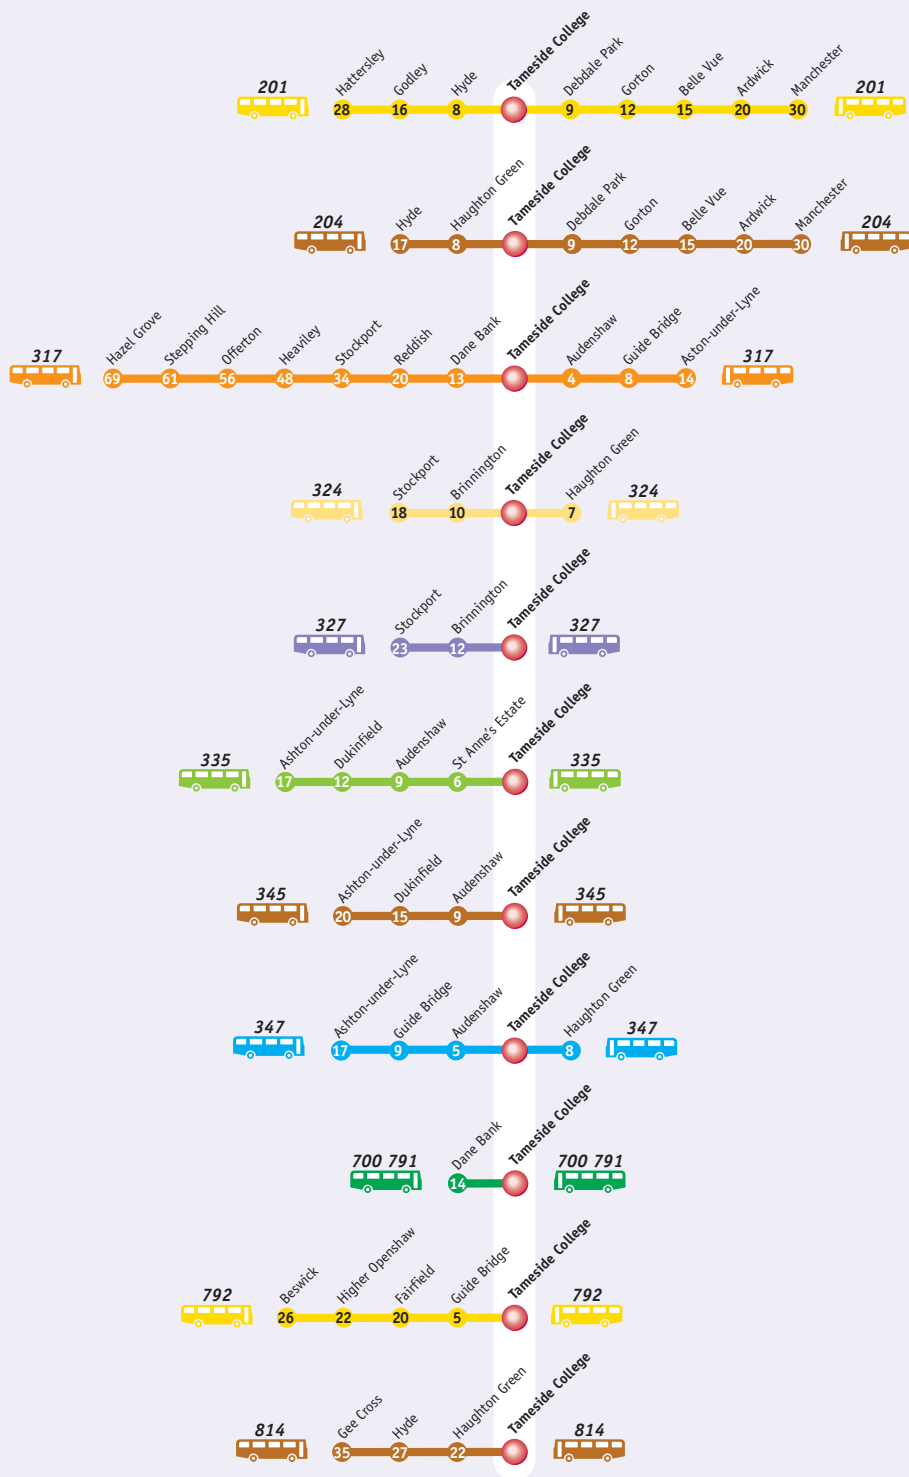 201
Hattersley
Godley
Hyde
Tameside College
Debdale Park
Gorton
Belle Vue
Ardwick
Manchester
201
28 16 8 9 12 15 20 30
204
Hyde
Haughton Green
Tameside College
Debdale Park
Gorton
Belle Vue
Ardwick
Manchester
204
17 8 9 12 15 20 30
317
Hazel Grove
Stepping Hill
Offerton
Heaviley
Stockport
Reddish
Dane Bank
Tameside College
Audenshaw
Guide Bridge
Aston-under-Lyne
317
69 61 56 48 34 20 13 4 8 14
324
Stockport
Brinnington
Tameside College
Haughton Green
324
18 10 7
327
Stockport
Brinnington
Tameside College
327
23 12
335
Ashton-under-Lyne
Dukinfield
Audenshaw
St Anne's Estate
Tameside College
335
17 12 9 6
345
Ashton-under-Lyne
Dukinfield
Audenshaw
Tameside College
345
20 15 9
347
Ashton-under-Lyne
Guide Bridge
Audenshaw
Tameside College
Haughton Green
347
17 9 5 8
700 791
Dane Bank
Tameside College
700 791
14
792
Beswick
Higher Openshaw
Fairfield
Guide Bridge
Tameside College
792
26 22 20 5
814
Gee Cross
Hyde
Haughton Green
Tameside College
814
35 27 22